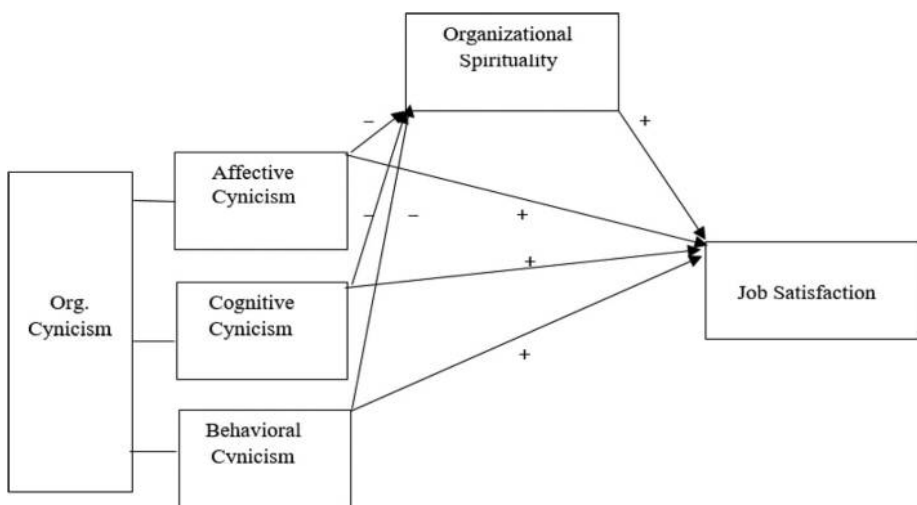 Organizational
Spirituality
–
+
Affective
Cynicism
–
–
+
Org.
Cynicism
Cognitive
Cynicism
+
Job Satisfaction
+
Behavioral
Cynicism